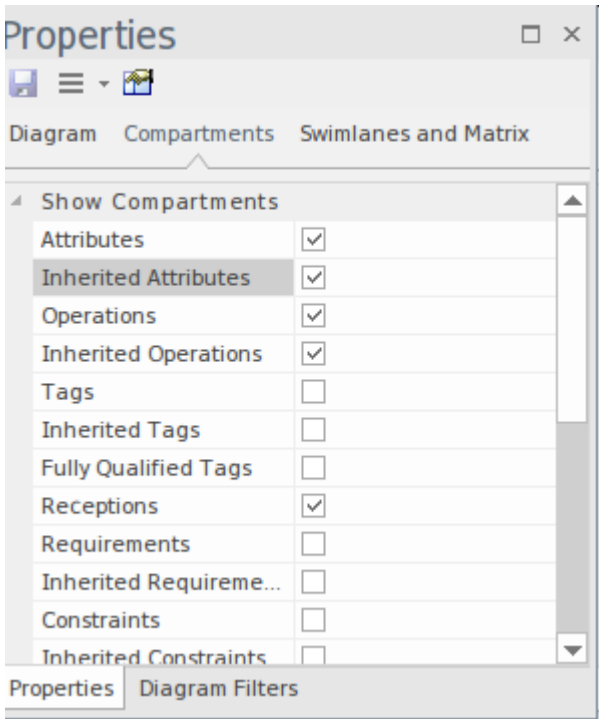 Properties
Diagram Compartments Swimlanes and Matrix
Show Compartments
Attributes
Inherited Attributes
Operations
Inherited Operations
Tags
Inherited Tags
Fully Qualified Tags
Receptions
Requirements
Inherited Requireme...
Constraints
Inherited Constraints
Properties Diagram Filters